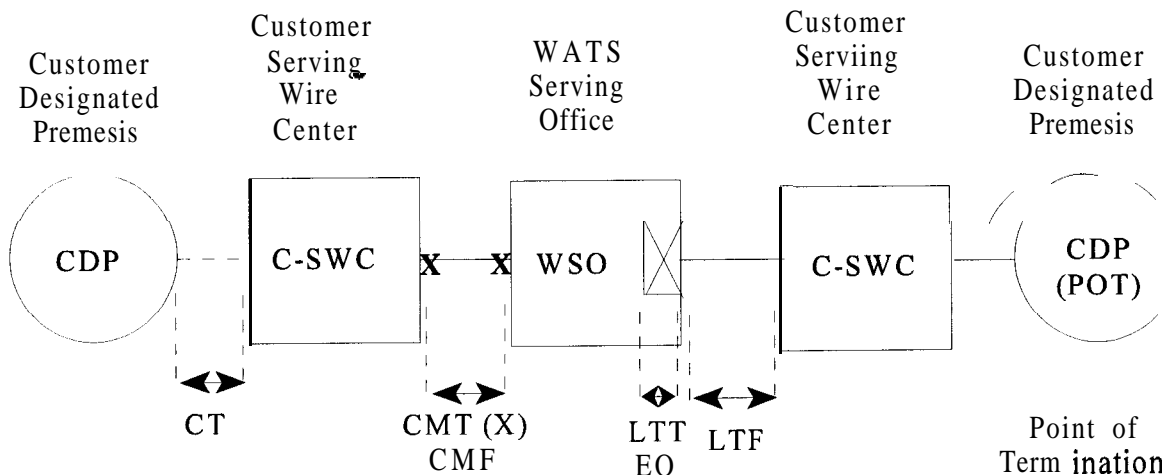 Customer
Designated
Premesis
Customer
Serving
Wire
Center
WATS
Serving
Office
Customer
Serviing
Wire
Center
Customer
Designated
Premesis
CDP
C-SWC
X
X
WSO
C-SWC
CDP
(POT)
CT
CMT (X)
CMF
LTT
EO
LTF
Point of
Term ination